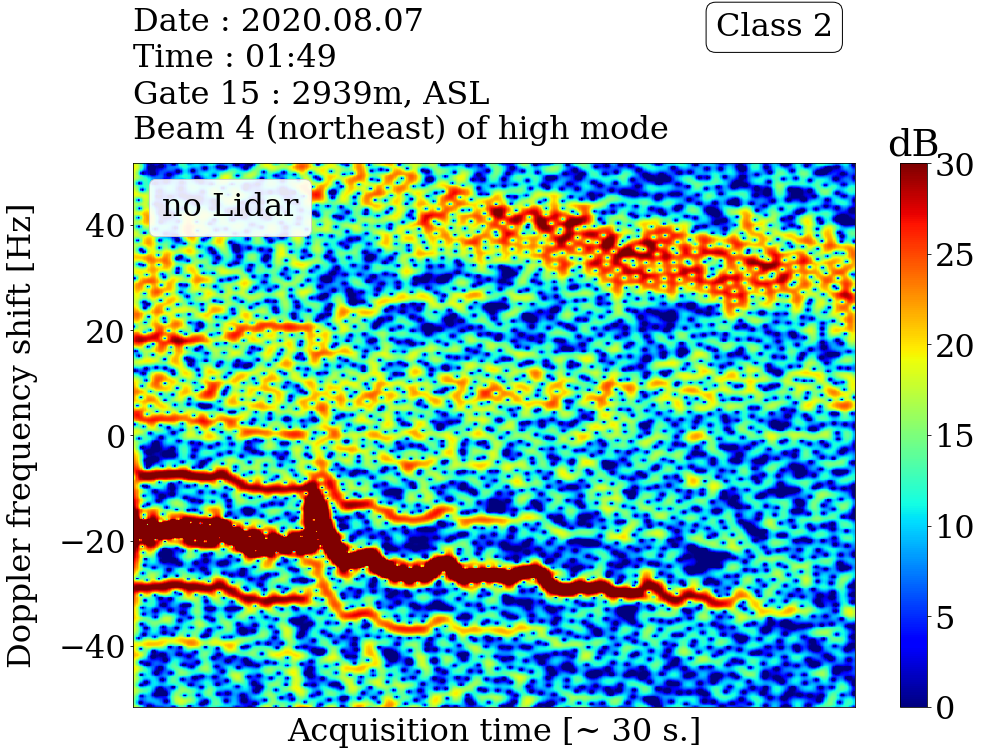 Date : 2020.08.07
Time : 01:49
Gate 15 : 2939m, ASL
Beam 4 (northeast) of high mode
Class 2
dB
no Lidar
Doppler frequency shift [Hz]
40
20
0
−20
−40
30
25
20
15
10
5
0
Acquisition time [~ 30 s.]